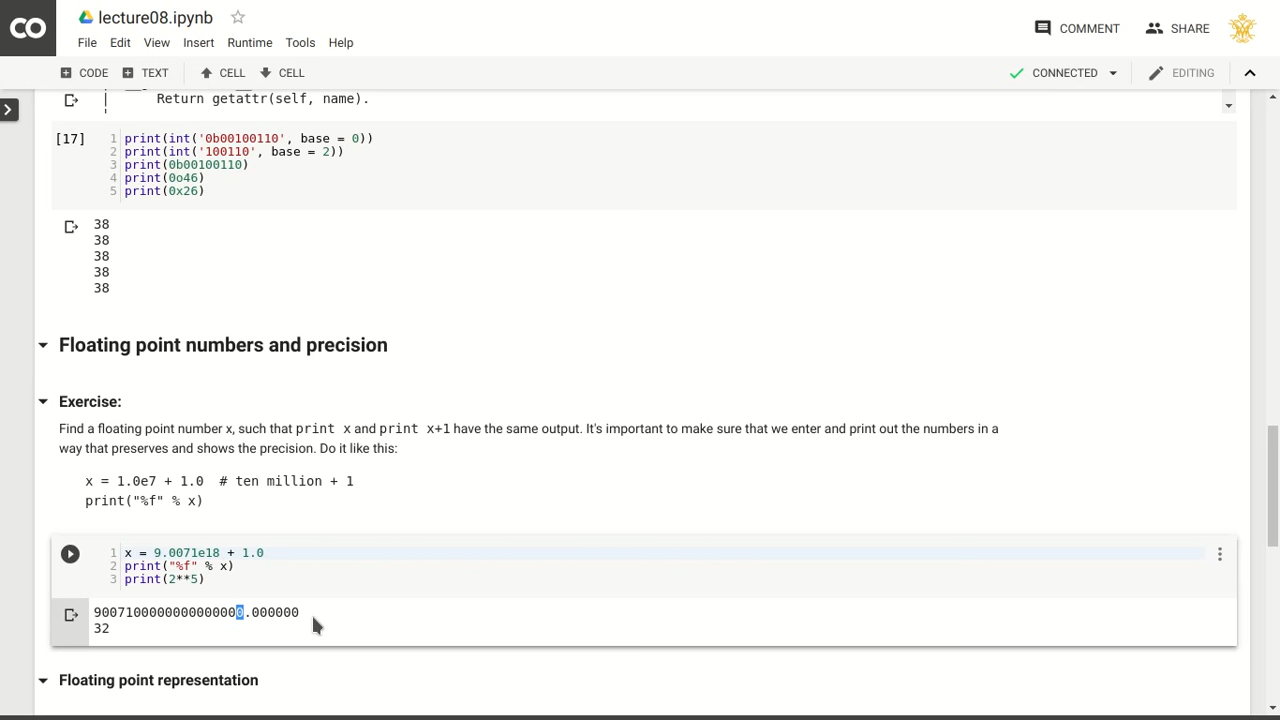 CO
lecture08.ipynb
File Edit View Insert Runtime Tools Help
COMMENT SHARE
CODE TEXT CELL CELL
CONNECTED EDITING
Return getattr(self, name).
[17]
1 print(int('0b00100110', base = 0))
2 print(int('100110', base = 2))
3 print(0b00100110)
4 print(0o46)
5 print(0x26)
38
38
38
38
38
Floating point numbers and precision
Exercise:
Find a floating point number x, such that print x and print x+1 have the same output. It's important to make sure that we enter and print out the numbers in a
way that preserves and shows the precision. Do it like this:
x = 1.0e7 + 1.0 # ten million + 1
print("%f" % x)
1 x = 9.0071e18 + 1.0
2 print("%f" % x)
3 print(2**5)
9007100000000000000.000000
32
Floating point representation